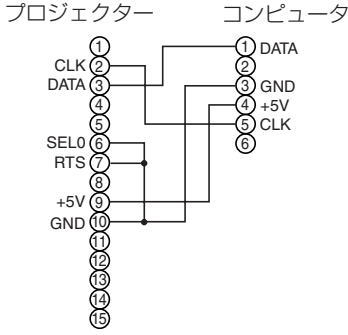 プロジェクター コンピュータ
① ① DATA
CLK ② ②
DATA ③ ③ GND
④ ④ +5V
⑤ ⑤ CLK
SEL0 ⑥ ⑥
RTS ⑦
⑧
+5V ⑨
GND ⑩
⑪
⑫
⑬
⑭
⑮